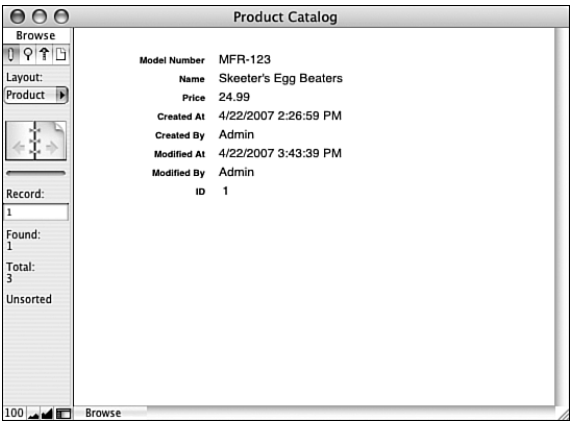 Product Catalog
Browse
Layout:
Product
Record:
1
Found:
1
Total:
3
Unsorted
Model Number MFR-123
Name Skeeter's Egg Beaters
Price 24.99
Created At 4/22/2007 2:26:59 PM
Created By Admin
Modified At 4/22/2007 3:43:39 PM
Modified By Admin
ID 1
100 Browse